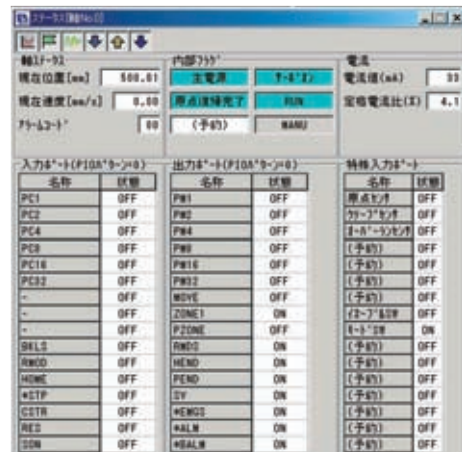 ステータス[軸No.0]
軸ステータス
現在位置[mm] 500.01
現在速度[mm/s] 0.00
アラームコード 00
内部フラグ
主電源 サーボオン
原点復帰完了 RUN
(予約) MANU
電流
電流値(mA) 33
定格電流比(%) 4.1
入力ポート(PIOパターン=0)
名称 状態
PC1 OFF
PC2 OFF
PC4 OFF
PC8 OFF
PC16 OFF
PC32 OFF
- OFF
- OFF
- OFF
BKLS OFF
RMOD OFF
HOME OFF
*STP OFF
CSTR OFF
RES OFF
SON OFF
出力ポート(PIOパターン=0)
名称 状態
PM1 OFF
PM2 OFF
PM4 OFF
PM8 OFF
PM16 OFF
PM32 OFF
MOVE OFF
ZONE1 ON
PZONE OFF
RMDS ON
HEND ON
PEND ON
SV ON
*EMGS ON
*ALM ON
*BALM ON
特殊入力ポート
名称 状態
原点センサ OFF
クリープセンサ OFF
オーバーランセンサ OFF
(予約) OFF
(予約) OFF
(予約) OFF
(予約) OFF
イネーブルSW OFF
モードSW ON
(予約) OFF
(予約) OFF
(予約) OFF
(予約) OFF
(予約) OFF
(予約) OFF
(予約) OFF